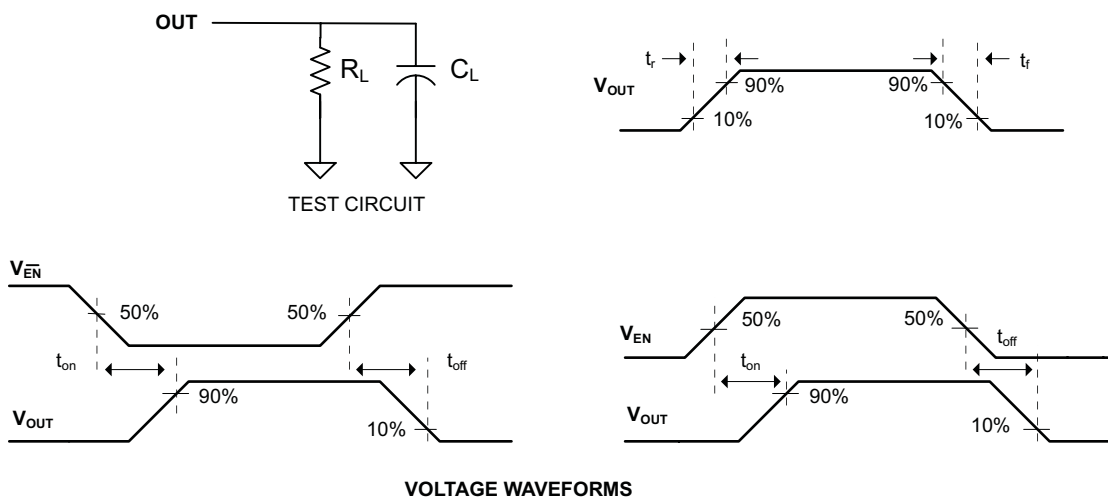 OUT
R_L
C_L
TEST CIRCUIT
t_r
t_f
V_OUT
90%
90%
10%
10%
V_E̅N̅
50%
50%
t_on
t_off
V_OUT
90%
10%
V_EN
50%
50%
t_on
t_off
V_OUT
90%
10%
VOLTAGE WAVEFORMS